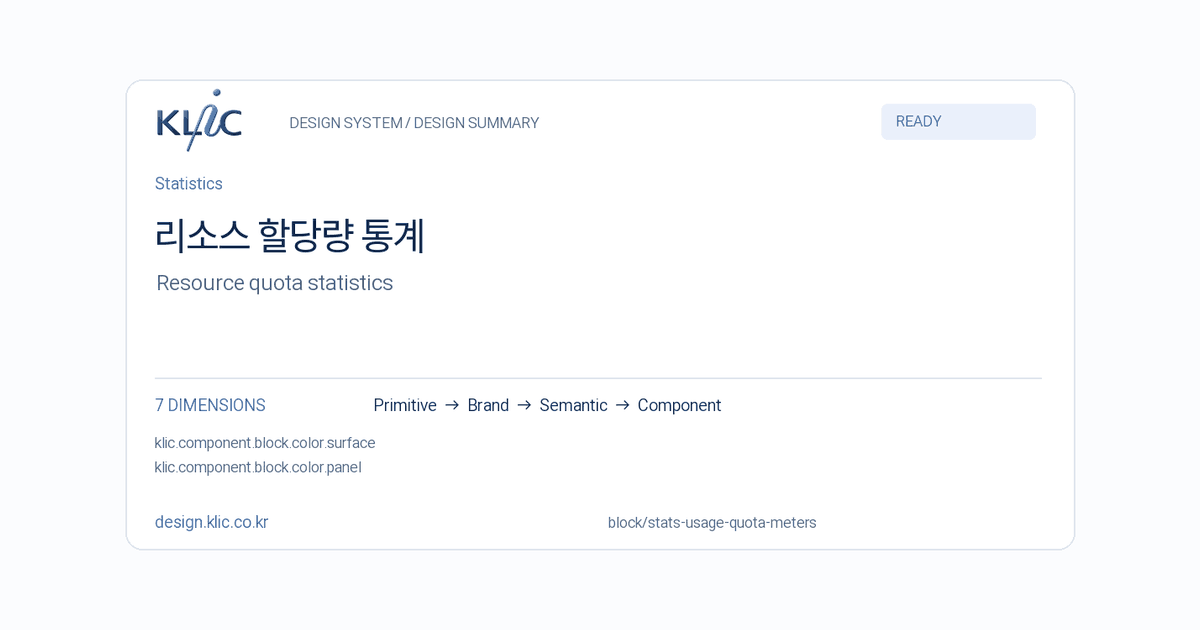 KLiC
DESIGN SYSTEM / DESIGN SUMMARY
READY
Statistics
리소스 할당량 통계
Resource quota statistics
7 DIMENSIONS
Primitive → Brand → Semantic → Component
klic.component.block.color.surface
klic.component.block.color.panel
design.klic.co.kr
block/stats-usage-quota-meters